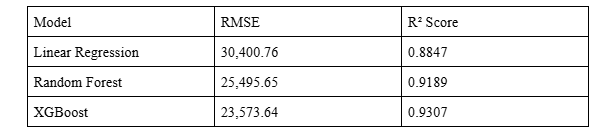 Model RMSE R² Score
Linear Regression 30,400.76 0.8847
Random Forest 25,495.65 0.9189
XGBoost 23,573.64 0.9307